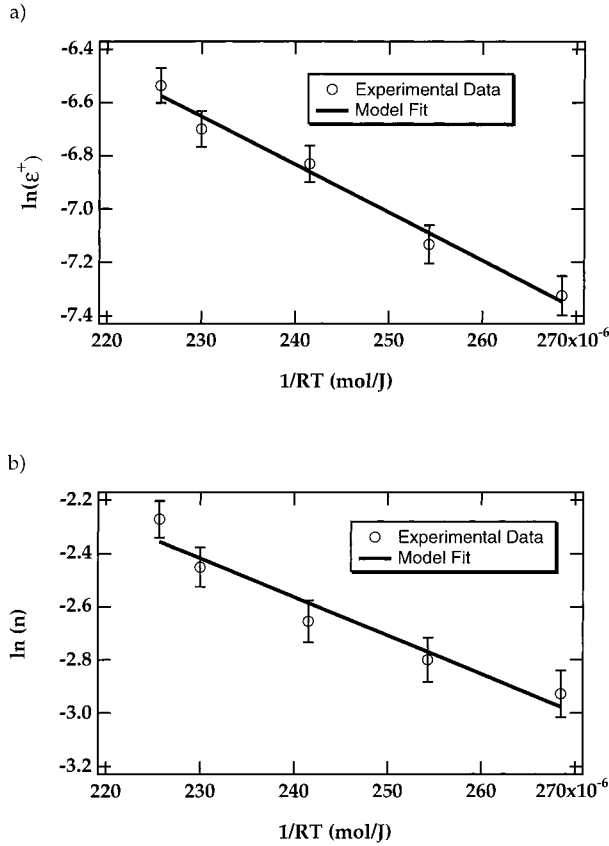 a)
-6.4
-6.6
-6.8
-7.0
-7.2
-7.4
ln(ε⁺)
Experimental Data
Model Fit
220 230 240 250 260 270x10⁻⁶
1/RT (mol/J)
b)
-2.2
-2.4
-2.6
-2.8
-3.0
-3.2
ln (n)
Experimental Data
Model Fit
220 230 240 250 260 270x10⁻⁶
1/RT (mol/J)